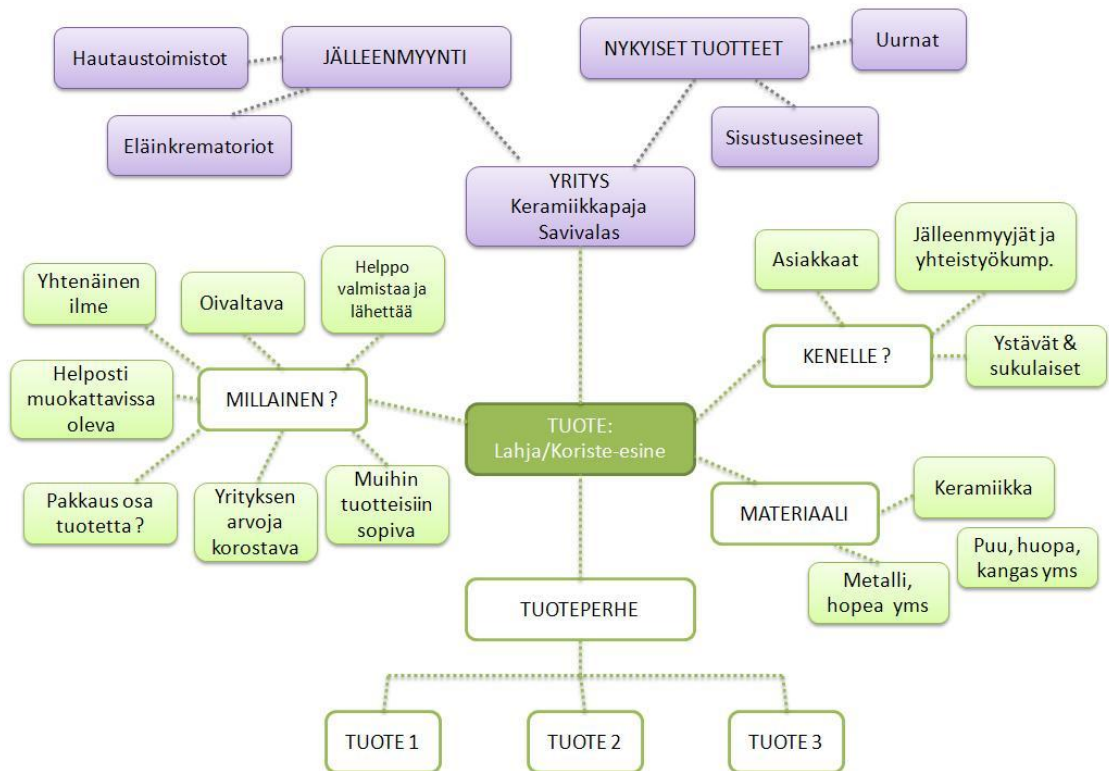 Hautaustoimistot
JÄLLEENMYYNTI
NYKYISET TUOTTEET
Uurnat
Eläinkrematoriot
Sisustusesineet
YRITYS
Keramiikkapaja
Savivalas
Yhtenäinen
ilme
Oivaltava
Helppo
valmistaa ja
lähettää
Asiakkaat
Jälleenmyyjät ja
yhteistyökump.
Helposti
muokattavissa
oleva
MILLAINEN ?
KENELLE ?
Ystävät &
sukulaiset
TUOTE:
Lahja/Koriste-esine
Pakkaus osa
tuotetta ?
Yrityksen
arvoja
korostava
Muihin
tuotteisiin
sopiva
MATERIAALI
Keramiikka
Puu, huopa,
kangas yms
Metalli,
hopea yms
TUOTEPERHE
TUOTE 1
TUOTE 2
TUOTE 3